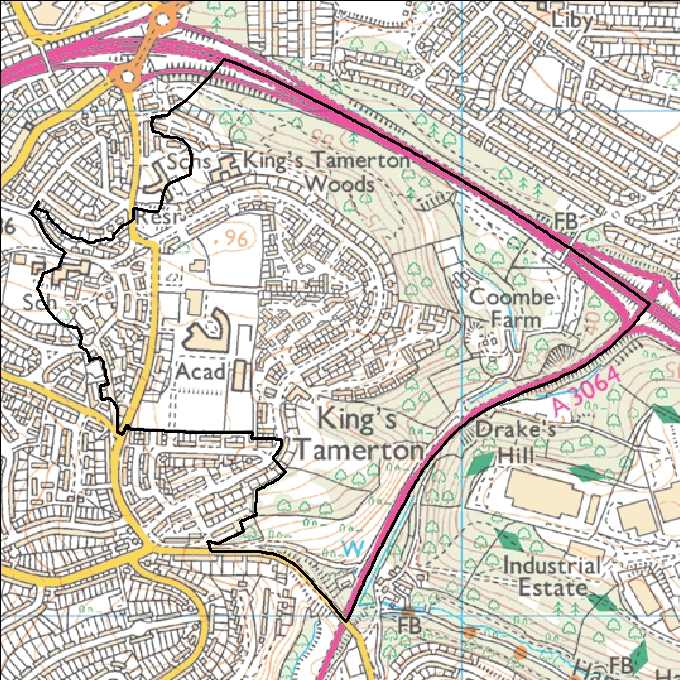 Liby
Schs
King's Tamerton
Woods
Resr
FB
96
Coombe
Farm
Sch
Acad
A 3064
King's
Tamerton
Drake's
Hill
W
Industrial
Estate
FB
FB